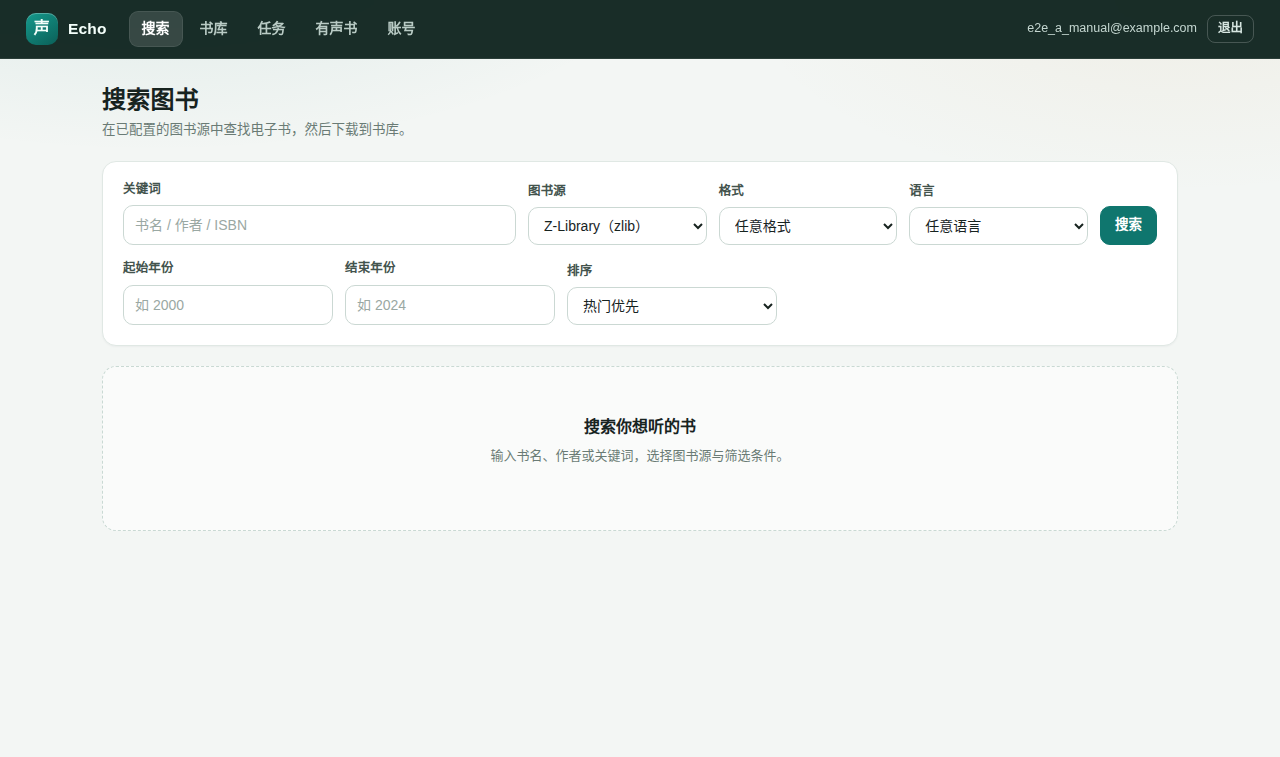 声 Echo 搜索 书库 任务 有声书 账号 e2e_a_manual@example.com 退出
搜索图书
在已配置的图书源中查找电子书，然后下载到书库。
关键词 图书源 格式 语言
书名 / 作者 / ISBN Z-Library（zlib） 任意格式 任意语言 搜索
起始年份 结束年份 排序
如 2000 如 2024 热门优先
搜索你想听的书
输入书名、作者或关键词，选择图书源与筛选条件。